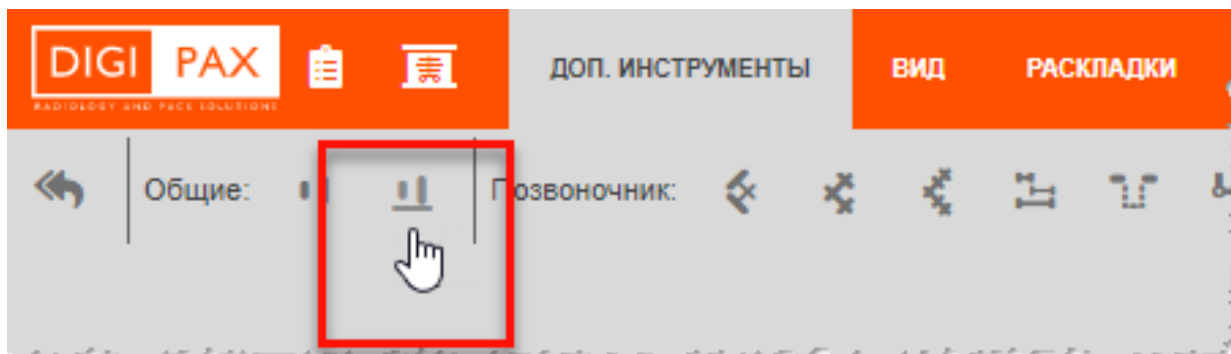 DIGI PAX
RADIOLOGY AND PACS SOLUTIONS
ДОП. ИНСТРУМЕНТЫ ВИД РАСКЛАДКИ
Общие: Позвоночник: